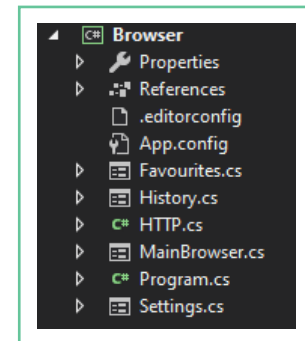 C# Browser
Properties
References
.editorconfig
App.config
Favourites.cs
History.cs
C# HTTP.cs
MainBrowser.cs
C# Program.cs
Settings.cs